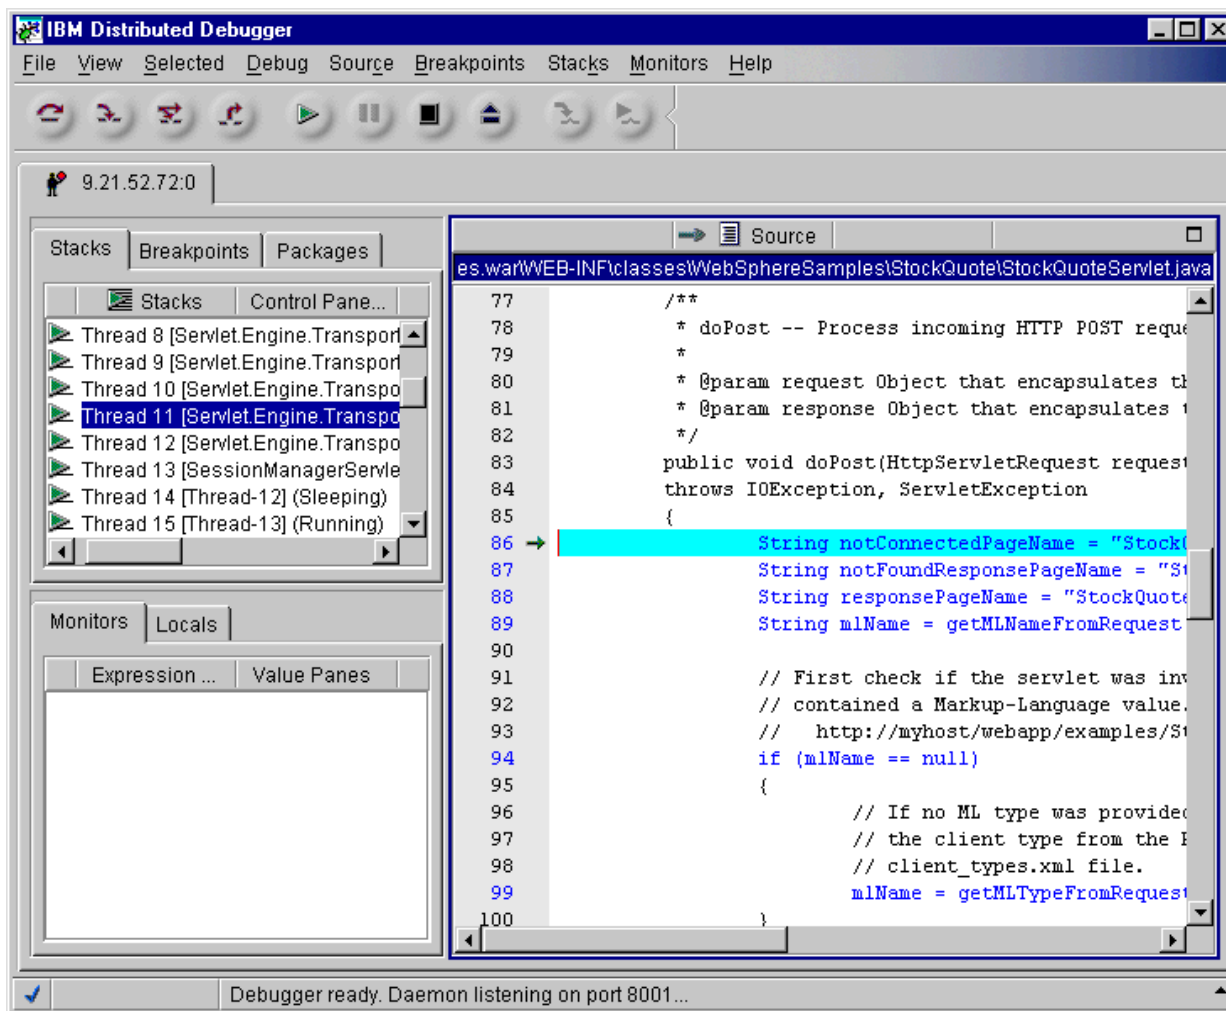 IBM Distributed Debugger
File View Selected Debug Source Breakpoints Stacks Monitors Help
9.21.52.72:0
Stacks Breakpoints Packages
Stacks Control Pane...
Thread 8 [Servlet.Engine.Transport
Thread 9 [Servlet.Engine.Transport
Thread 10 [Servlet.Engine.Transpo
Thread 11 [Servlet.Engine.Transpo
Thread 12 [Servlet.Engine.Transpo
Thread 13 [SessionManagerServle
Thread 14 [Thread-12] (Sleeping)
Thread 15 [Thread-13] (Running)
Monitors Locals
Expression ... Value Panes
Source
es.war\WEB-INF\classes\WebSphereSamples\StockQuote\StockQuoteServlet.java
77 /**
78 * doPost -- Process incoming HTTP POST reque
79 *
80 * @param request Object that encapsulates th
81 * @param response Object that encapsulates t
82 */
83 public void doPost(HttpServletRequest request
84 throws IOException, ServletException
85 {
86 String notConnectedPageName = "StockQ
87 String notFoundResponsePageName = "St
88 String responsePageName = "StockQuote
89 String mlName = getMLNameFromRequest
90
91 // First check if the servlet was inv
92 // contained a Markup-Language value.
93 // http://myhost/webapp/examples/St
94 if (mlName == null)
95 {
96 // If no ML type was provided
97 // the client type from the
98 // client_types.xml file.
99 mlName = getMLTypeFromRequest
100 }
Debugger ready. Daemon listening on port 8001...